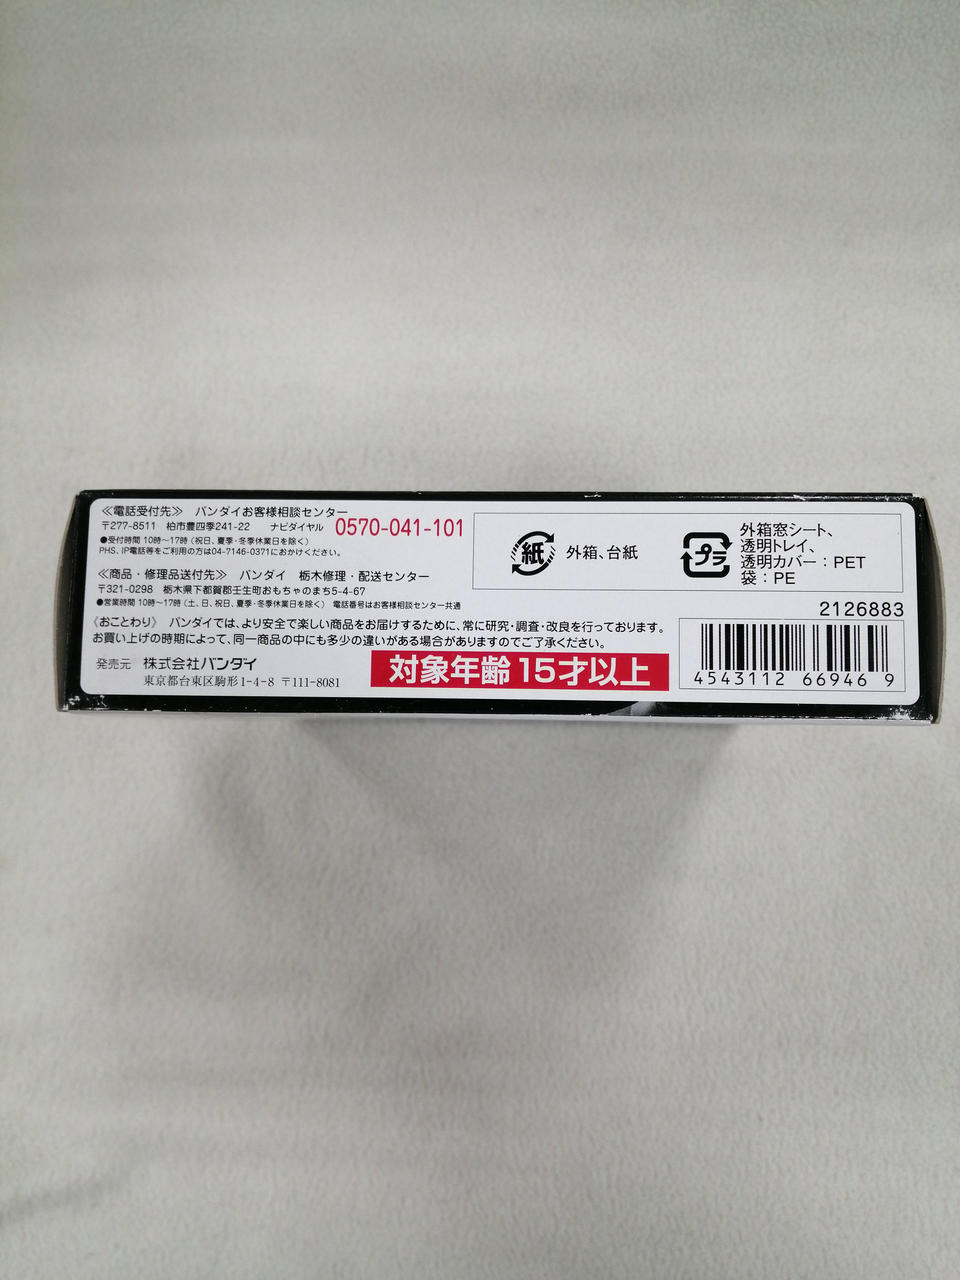 ≪電話受付先≫ バンダイお客様相談センター
〒277-8511 柏市豊四季241-22 ナビダイヤル 0570-041-101
●受付時間 10時〜17時（祝日、夏季・冬季休業日を除く）
PHS、IP電話等をご利用の方は04-7146-0371におかけください。
≪商品・修理品送付先≫ バンダイ 栃木修理・配送センター
〒321-0298 栃木県下都賀郡壬生町おもちゃのまち5-4-67
●営業時間 10時〜17時（土、日、祝日、夏季・冬季休業日を除く） 電話番号はお客様相談センター共通
《おことわり》 バンダイでは、より安全で楽しい商品をお届けするために、常に研究・調査・改良を行っております。
お買い上げの時期によって、同一商品の中にも多少の違いがある場合がありますのでご了承ください。
発売元 株式会社バンダイ
東京都台東区駒形1-4-8 〒111-8081
対象年齢 15才以上
紙 外箱、台紙
プラ
外箱窓シート、
透明トレイ、
透明カバー：PET
袋：PE
2126883
4543112 66946 9